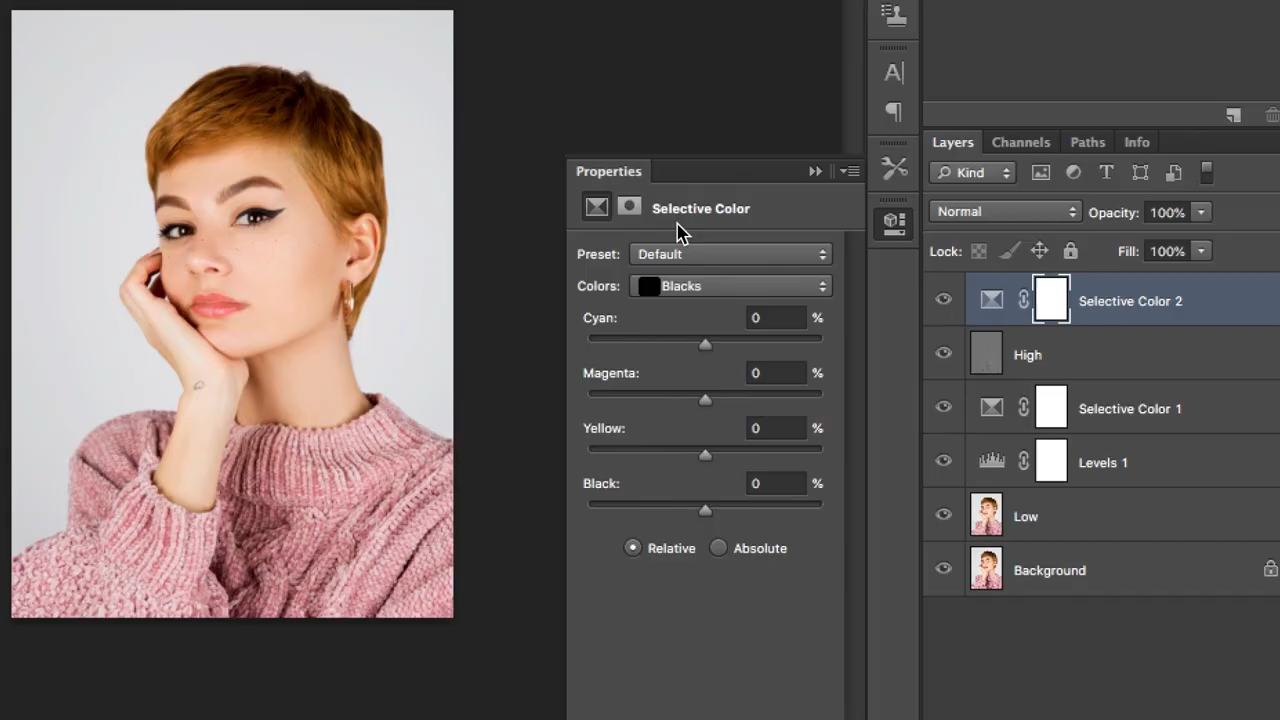 A|
Properties
Selective Color
Preset: Default
Colors: Blacks
Cyan: 0 %
Magenta: 0 %
Yellow: 0 %
Black: 0 %
Relative Absolute
Layers Channels Paths Info
Kind T
Normal Opacity: 100%
Lock: Fill: 100%
Selective Color 2
High
Selective Color 1
Levels 1
Low
Background